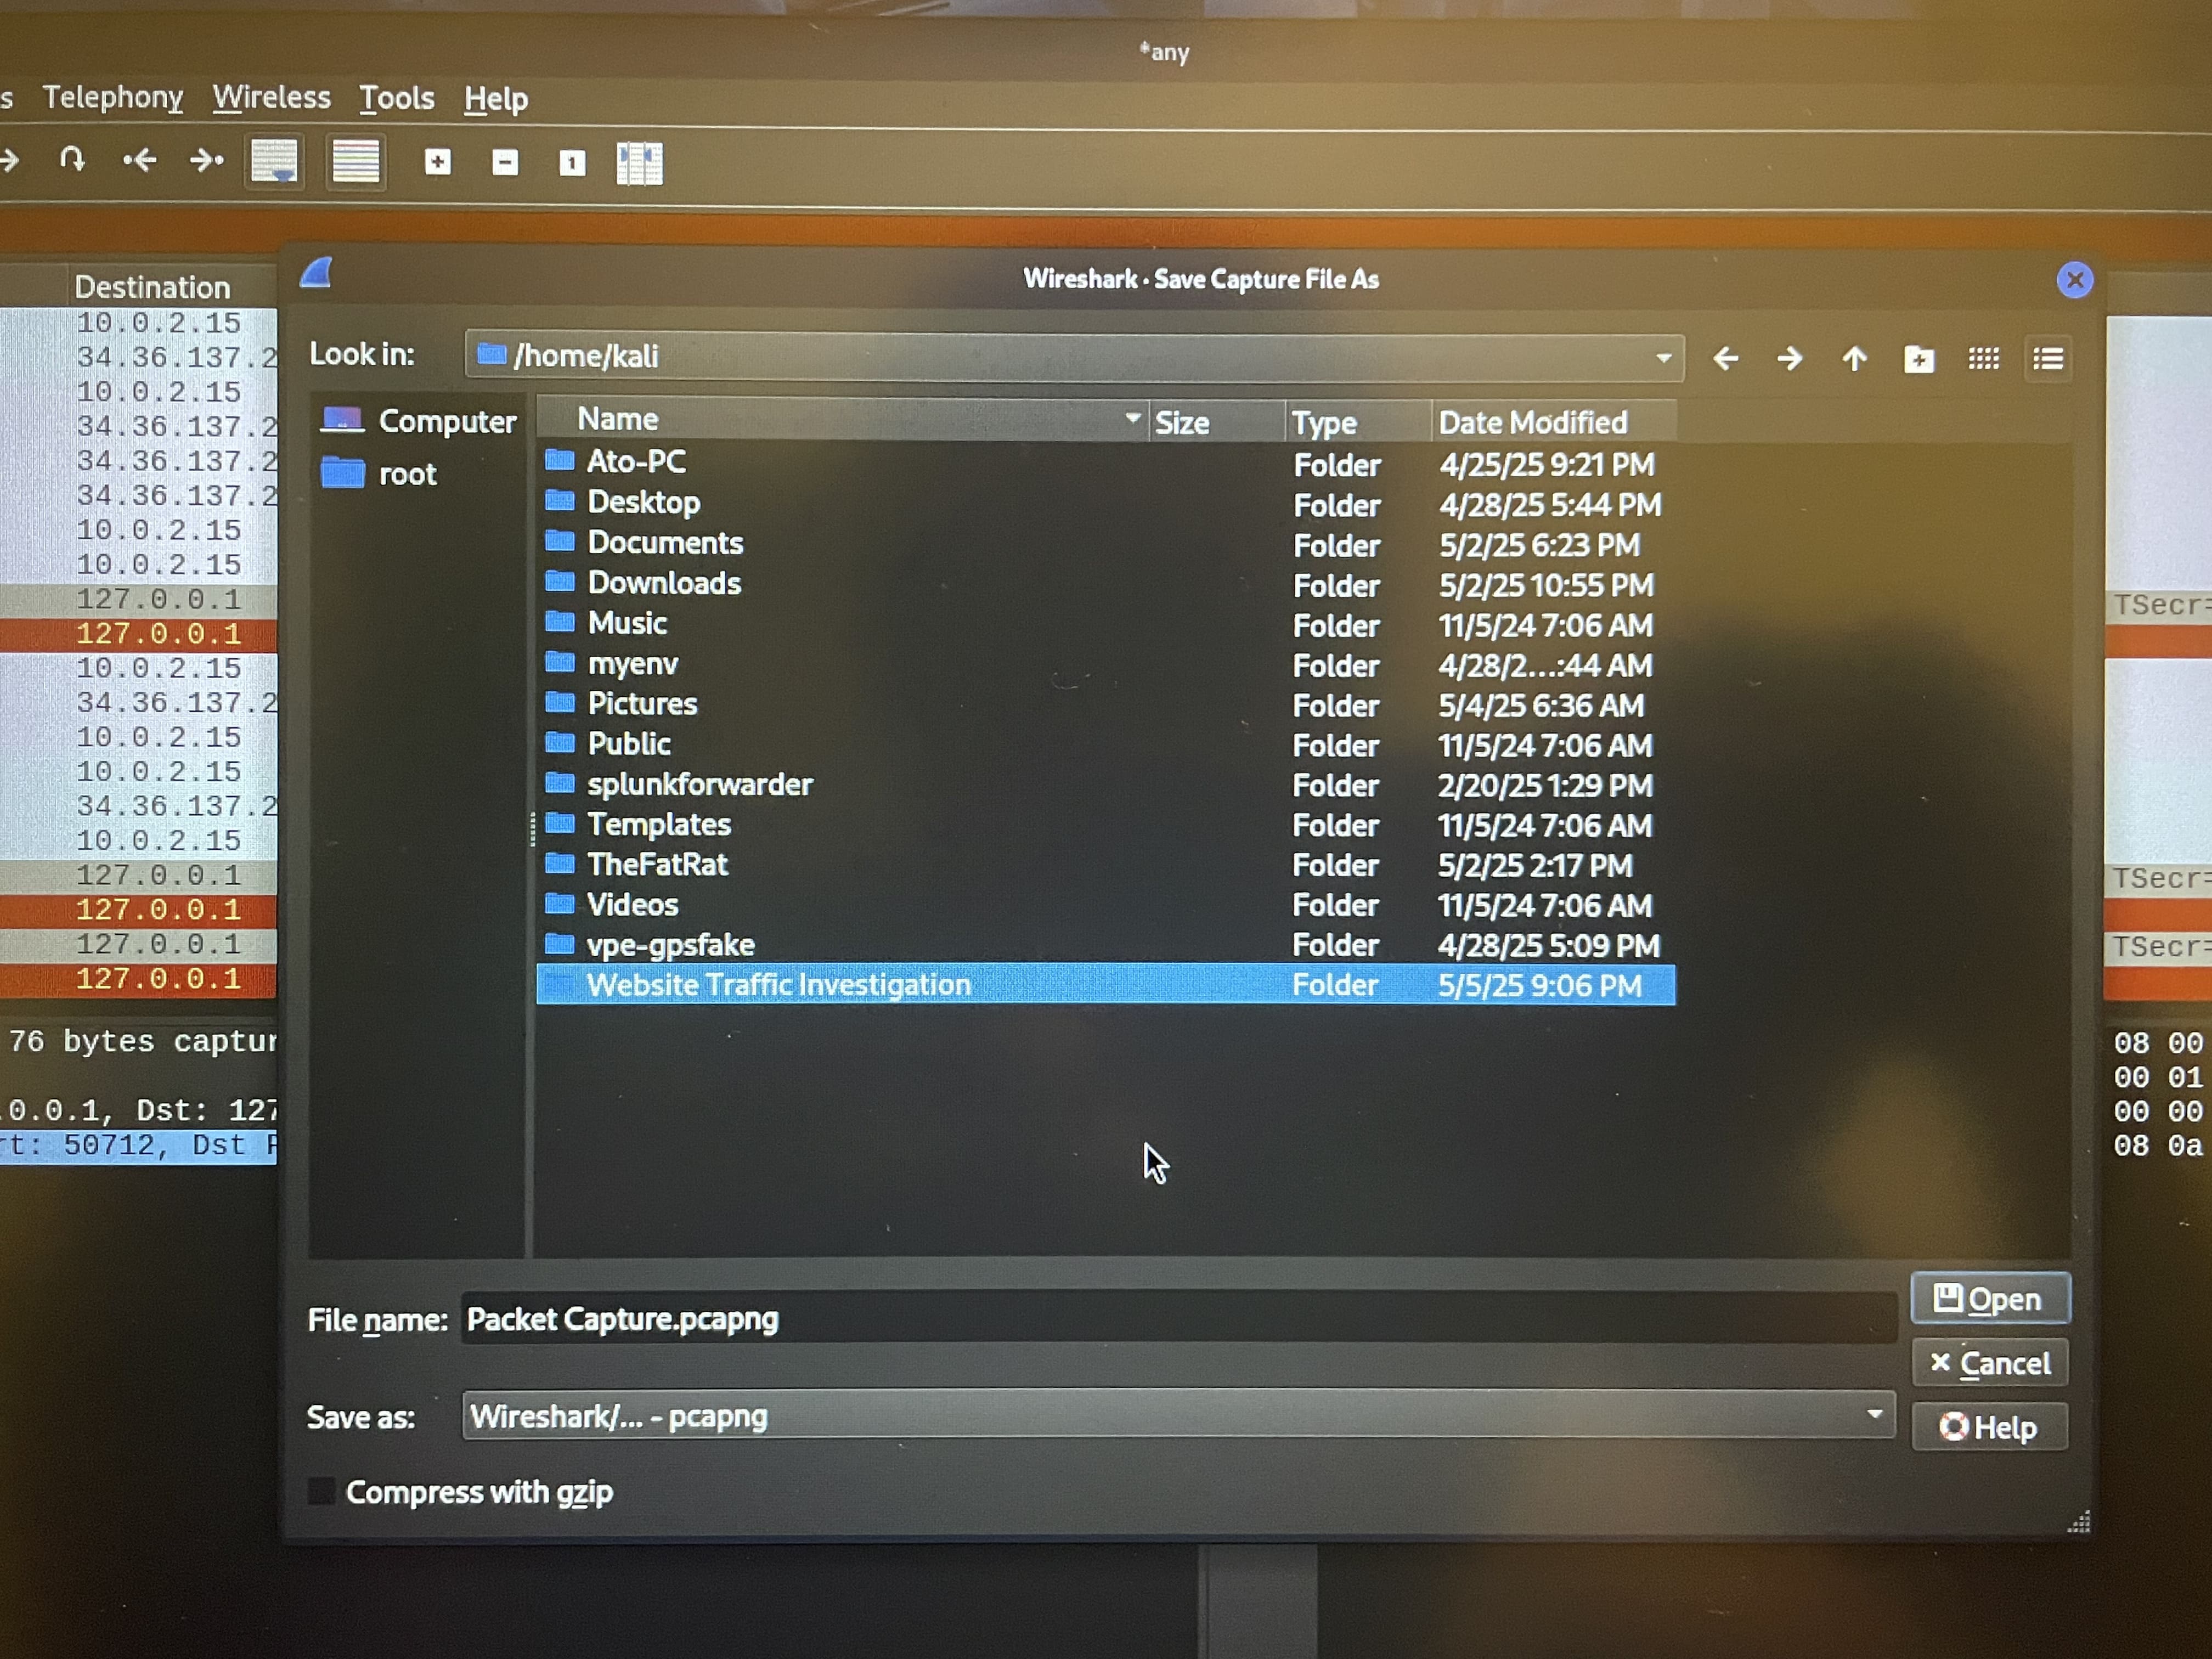 *any
s Telephony Wireless Tools Help
1
Wireshark · Save Capture File As
Destination
10.0.2.15
34.36.137.2
10.0.2.15
34.36.137.2
34.36.137.2
34.36.137.2
10.0.2.15
10.0.2.15
127.0.0.1
127.0.0.1
10.0.2.15
34.36.137.2
10.0.2.15
10.0.2.15
34.36.137.2
10.0.2.15
127.0.0.1
127.0.0.1
127.0.0.1
127.0.0.1
76 bytes captur
.0.0.1, Dst: 127
rt: 50712, Dst P
Look in: /home/kali
Computer
root
Name Size Type Date Modified
Ato-PC Folder 4/25/25 9:21 PM
Desktop Folder 4/28/25 5:44 PM
Documents Folder 5/2/25 6:23 PM
Downloads Folder 5/2/25 10:55 PM
Music Folder 11/5/24 7:06 AM
myenv Folder 4/28/2...:44 AM
Pictures Folder 5/4/25 6:36 AM
Public Folder 11/5/24 7:06 AM
splunkforwarder Folder 2/20/25 1:29 PM
Templates Folder 11/5/24 7:06 AM
TheFatRat Folder 5/2/25 2:17 PM
Videos Folder 11/5/24 7:06 AM
vpe-gpsfake Folder 4/28/25 5:09 PM
Website Traffic Investigation Folder 5/5/25 9:06 PM
File name: Packet Capture.pcapng
Open
Cancel
Save as: Wireshark/... - pcapng
Help
Compress with gzip
TSecr=
TSecr=
TSecr=
08 00
00 01
00 00
08 0a